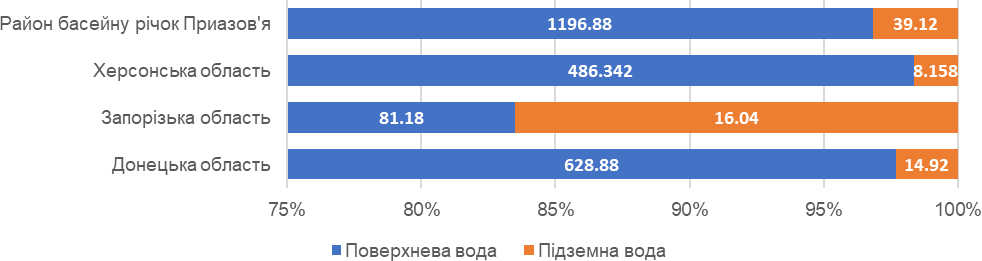 Район басейну річок Приазов'я 1196.88 39.12
Херсонська область 486.342 8.158
Запорізька область 81.18 16.04
Донецька область 628.88 14.92
75% 80% 85% 90% 95% 100%
Поверхнева вода Підземна вода